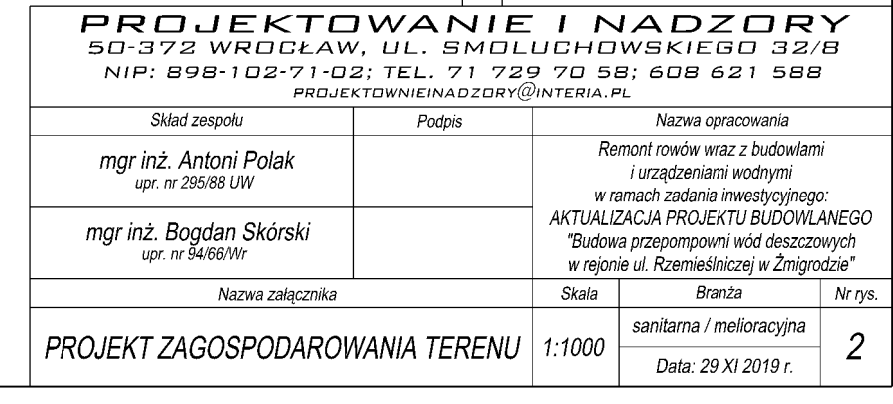 PROJEKTOWANIE I NADZORY
50-372 WROCŁAW, UL. SMOLUCHOWSKIEGO 32/8
NIP: 898-102-71-02; TEL. 71 729 70 58; 608 621 588
PROJEKTOWNIEINADZORY@INTERIA.PL
Skład zespołu
Podpis
Nazwa opracowania
mgr inż. Antoni Polak
upr. nr 295/88 UW
mgr inż. Bogdan Skórski
upr. nr 94/66/Wr
Remont rowów wraz z budowlami
i urządzeniami wodnymi
w ramach zadania inwestycyjnego:
AKTUALIZACJA PROJEKTU BUDOWLANEGO
"Budowa przepompowni wód deszczowych
w rejonie ul. Rzemieślniczej w Żmigrodzie"
Nazwa załącznika
Skala
Branża
Nr rys.
PROJEKT ZAGOSPODAROWANIA TERENU
1:1000
sanitarna / melioracyjna
Data: 29 XI 2019 r.
2